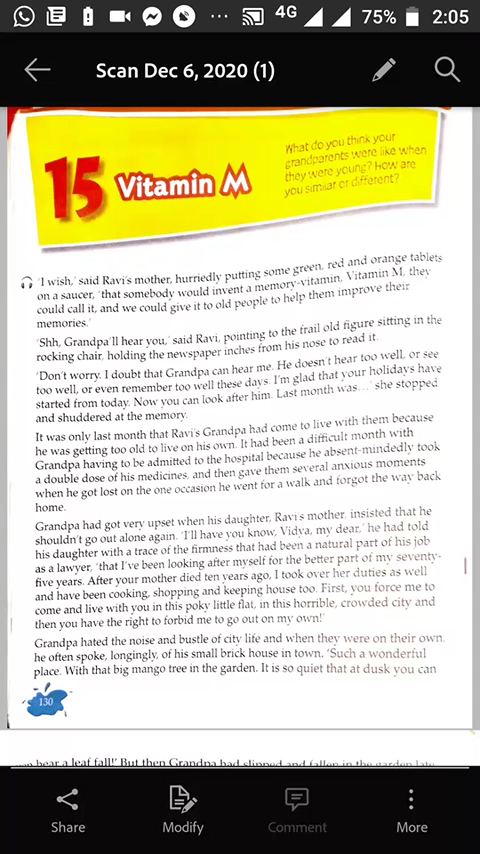 4G 75% 2:05
Scan Dec 6, 2020 (1)
15 Vitamin M
What do you think your
grandparents were like when
they were young? How are
you similar or different?
'I wish,' said Ravi's mother, hurriedly putting some green, red and orange tablets
on a saucer, 'that somebody would invent a memory-vitamin, Vitamin M, they
could call it, and we could give it to old people to help them improve their
memories.'
'Shh, Grandpa'll hear you,' said Ravi, pointing to the frail old figure sitting in the
rocking chair, holding the newspaper inches from his nose to read it.
'Don't worry. I doubt that Grandpa can hear me. He doesn't hear too well, or see
too well, or even remember too well these days. I'm glad that your holidays have
started from today. Now you can look after him. Last month was...' she stopped
and shuddered at the memory.
It was only last month that Ravi's Grandpa had come to live with them because
he was getting too old to live on his own. It had been a difficult month with
Grandpa having to be admitted to the hospital because he absent-mindedly took
a double dose of his medicines, and then gave them several anxious moments
when he got lost on the one occasion he went for a walk and forgot the way back
home.
Grandpa had got very upset when his daughter, Ravi's mother, insisted that he
shouldn't go out alone again. 'I'll have you know, Vidya, my dear,' he had told
his daughter with a trace of the firmness that had been a natural part of his job
as a lawyer, 'that I've been looking after myself for the better part of my seventy-
five years. After your mother died ten years ago, I took over her duties as well
and have been cooking, shopping and keeping house too. First, you force me to
come and live with you in this poky little flat, in this horrible, crowded city and
then you have the right to forbid me to go out on my own!'
Grandpa hated the noise and bustle of city life and when they were on their own,
he often spoke, longingly, of his small brick house in town. 'Such a wonderful
place. With that big mango tree in the garden. It is so quiet that at dusk you can
130
hear a leaf fall!' But then Grandpa had slipped and fallen in the garden late
Share Modify Comment More